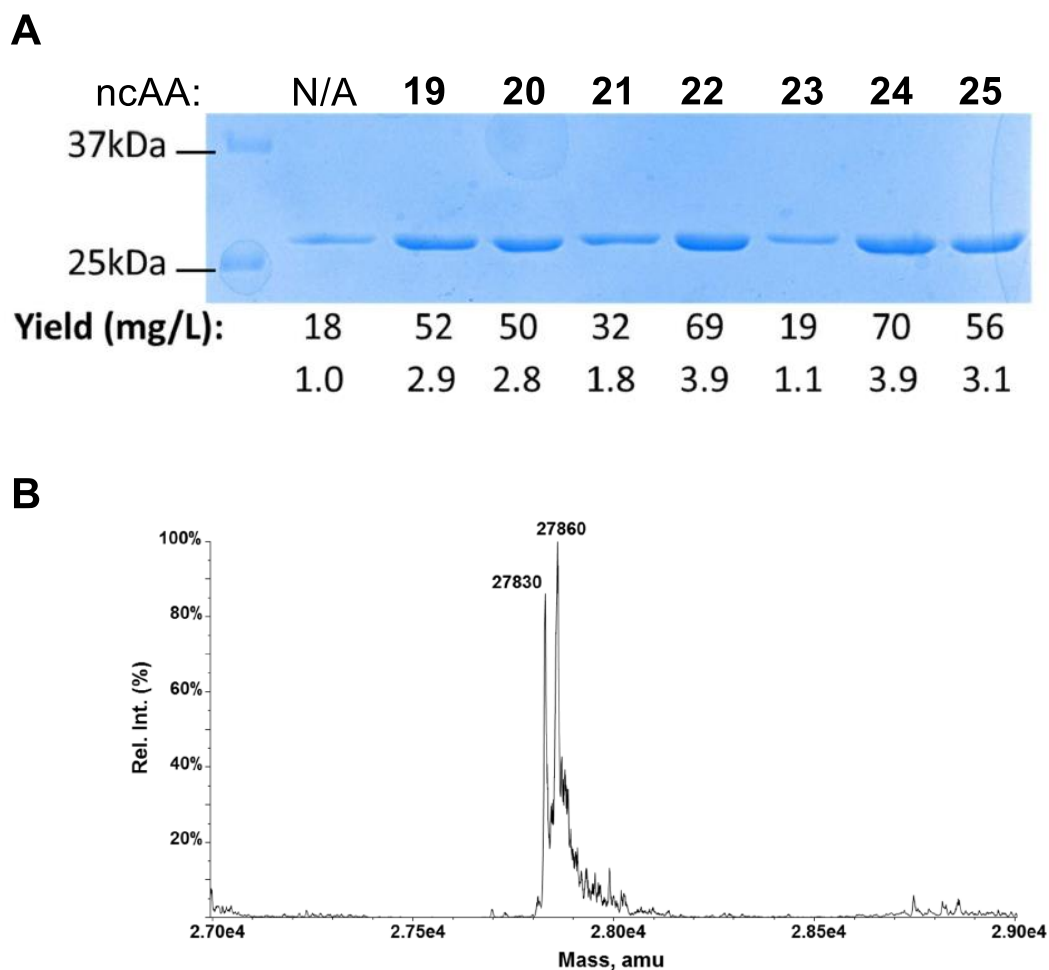 A
ncAA: N/A 19 20 21 22 23 24 25
37kDa
25kDa
Yield (mg/L): 18 52 50 32 69 19 70 56
1.0 2.9 2.8 1.8 3.9 1.1 3.9 3.1
B
27860
100%
27830
80%
60%
40%
20%
Rel. Int. (%)
2.70e4 2.75e4 2.80e4 2.85e4 2.90e4
Mass, amu